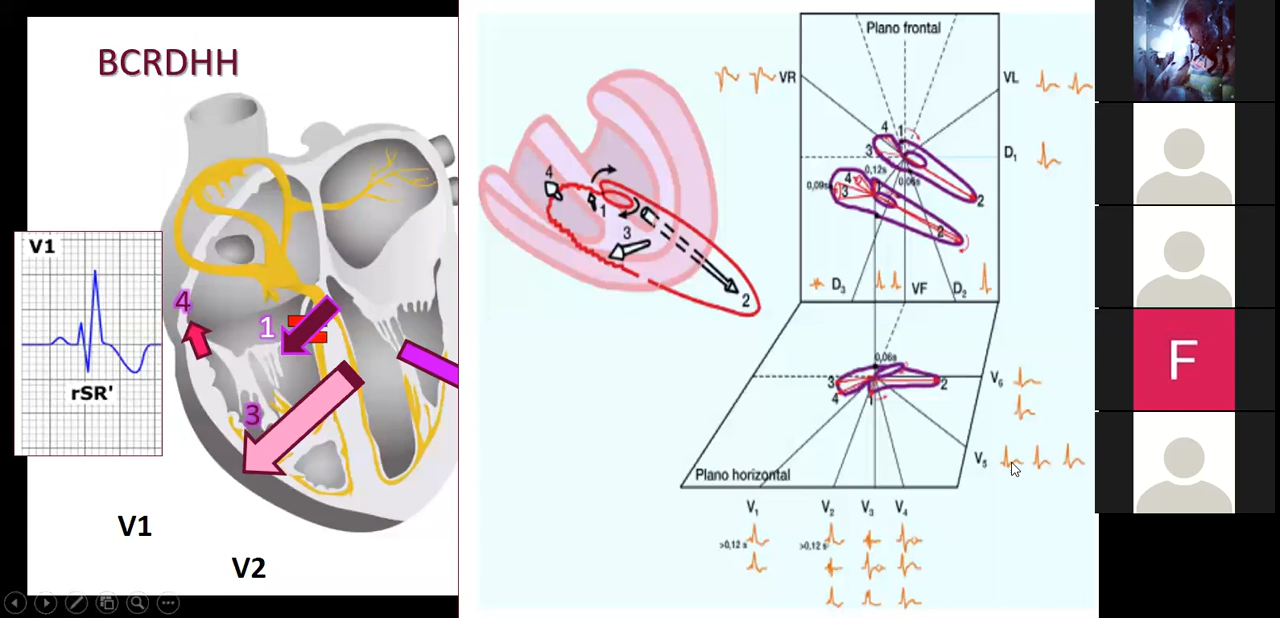 BCRDHH
V1
rSR'
4
1
3
V1
V2
4
1
3
2
Plano frontal
VR
VL
D1
4
1
3
0,12s
2
0,09s
4
3
1
0,06s
2
D3
VF
D2
0,06s
3
2
4
1
V6
V5
Plano horizontal
V1
V2
V3
V4
>0,12 s
>0,12 s
F